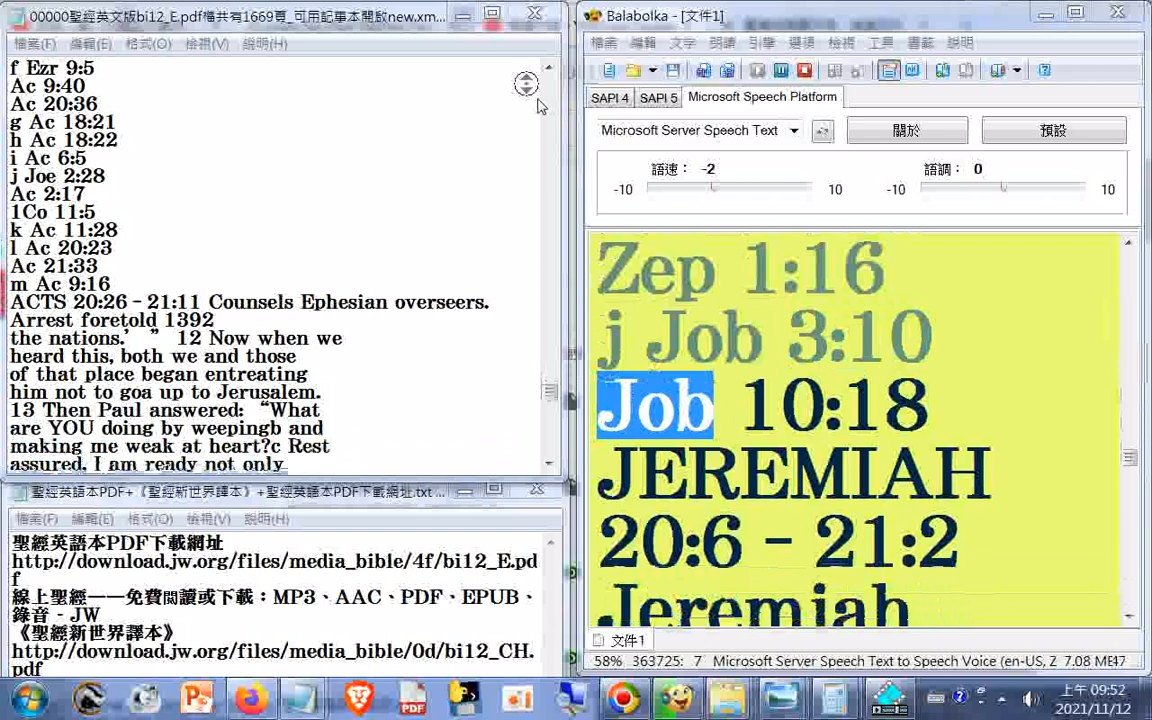 00000聖經英文版bi12_E.pdf檔共有1669頁_可用記事本開啟new.xm...
檔案(F) 編輯(E) 格式(O) 檢視(V) 說明(H)
f Ezr 9:5
Ac 9:40
Ac 20:36
g Ac 18:21
h Ac 18:22
i Ac 6:5
j Joe 2:28
Ac 2:17
1Co 11:5
k Ac 11:28
l Ac 20:23
Ac 21:33
m Ac 9:16
ACTS 20:26–21:11 Counsels Ephesian overseers.
Arrest foretold 1392
the nations.’ ” 12 Now when we
heard this, both we and those
of that place began entreating
him not to goa up to Jerusalem.
13 Then Paul answered: “What
are YOU doing by weepingb and
making me weak at heart?c Rest
assured, I am ready not only
聖經英語本PDF+《聖經新世界譯本》+聖經英語本PDF下載網址.txt ...
檔案(F) 編輯(E) 格式(O) 檢視(V) 說明(H)
聖經英語本PDF下載網址
http://download.jw.org/files/media_bible/4f/bi12_E.pd
f
線上聖經——免費閱讀或下載：MP3、AAC、PDF、EPUB、
錄音 - JW
《聖經新世界譯本》
http://download.jw.org/files/media_bible/0d/bi12_CH.
pdf
Balabolka - [文件1]
檔案 編輯 文字 朗讀 引擎 選項 檢視 工具 書籤 說明
SAPI 4 SAPI 5 Microsoft Speech Platform
Microsoft Server Speech Text 關於 預設
語速： -2 語調： 0
-10 10 -10 10
Zep 1:16
j Job 3:10
Job 10:18
JEREMIAH
20:6–21:2
Jeremiah
文件1
58% 363725: 7 Microsoft Server Speech Text to Speech Voice (en-US, Z 7.08 ME47
PDF
上午 09:52
2021/11/12